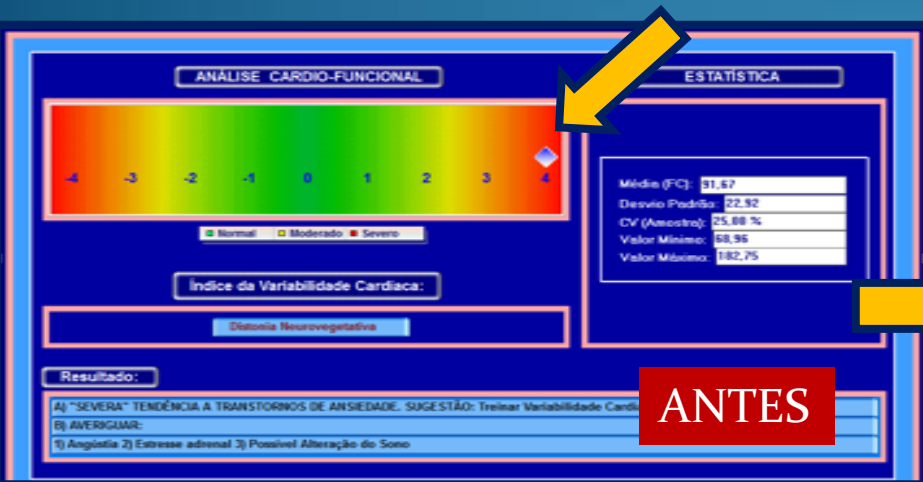 ANÁLISE CARDIO-FUNCIONAL
ESTATÍSTICA
-4 -3 -2 -1 0 1 2 3 4
Normal Moderado Severo
Média (FC): 91,67
Desvio Padrão: 22,92
CV (Amostra): 25,00 %
Valor Mínimo: 68,96
Valor Máximo: 182,75
Índice da Variabilidade Cardíaca:
Distonia Neurovegetativa
Resultado:
A) "SEVERA" TENDÊNCIA A TRANSTORNOS DE ANSIEDADE. SUGESTÃO: Treinar Variabilidade
B) AVERIGUAR:
1) Angústia 2) Estresse adrenal 3) Possível Alteração do Sono
ANTES